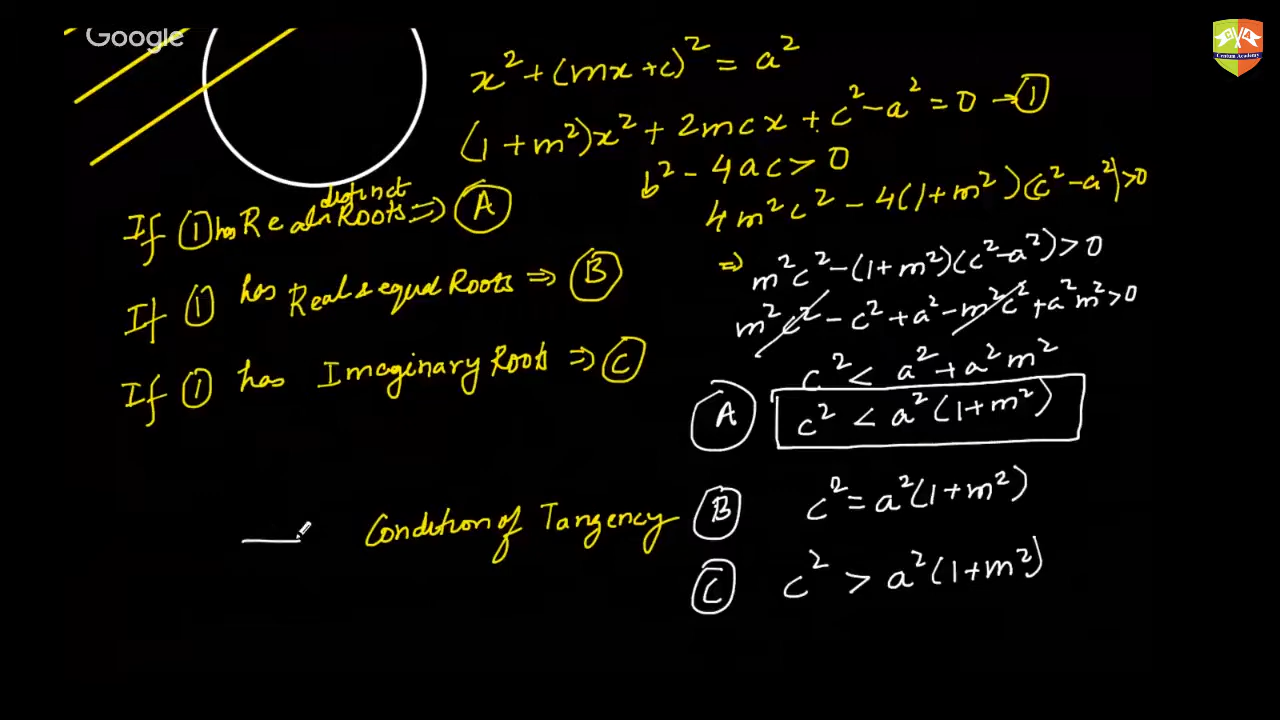 Google
x² + (mx + c)² = a²
(1 + m²)x² + 2mcx + c² - a² = 0 → ①
b² - 4ac > 0
4m²c² - 4(1 + m²)(c² - a²) > 0
⇒ m²c² - (1 + m²)(c² - a²) > 0
m²c² - c² + a² - m²c² + a²m² > 0
c² < a² + a²m²
Ⓐ c² < a²(1 + m²)
Ⓑ c² = a²(1 + m²)
Ⓒ c² > a²(1 + m²)
distinct
If ① has Real Roots ⇒ Ⓐ
If ① has Real & equal Roots ⇒ Ⓑ
If ① has Imaginary Roots ⇒ Ⓒ
Condition of Tangency